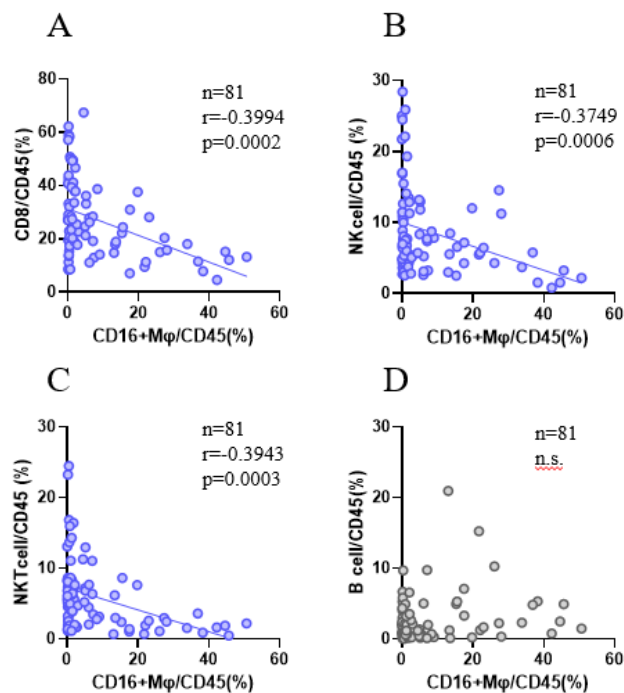 A
80
60
40
20
0
CD8/CD45(%)
n=81
r=-0.3994
p=0.0002
0 20 40 60
CD16+Mφ/CD45(%)
B
30
20
10
0
NKcell/CD45 (%)
n=81
r=-0.3749
p=0.0006
0 20 40 60
CD16+Mφ/CD45(%)
C
30
20
10
0
NKTcell/CD45(%)
n=81
r=-0.3943
p=0.0003
0 20 40 60
CD16+Mφ/CD45(%)
D
30
20
10
0
B cell/CD45(%)
n=81
n.s.
0 20 40 60
CD16+Mφ/CD45(%)